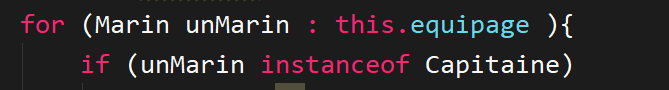 for (Marin unMarin : this.equipage ){
if (unMarin instanceof Capitaine)